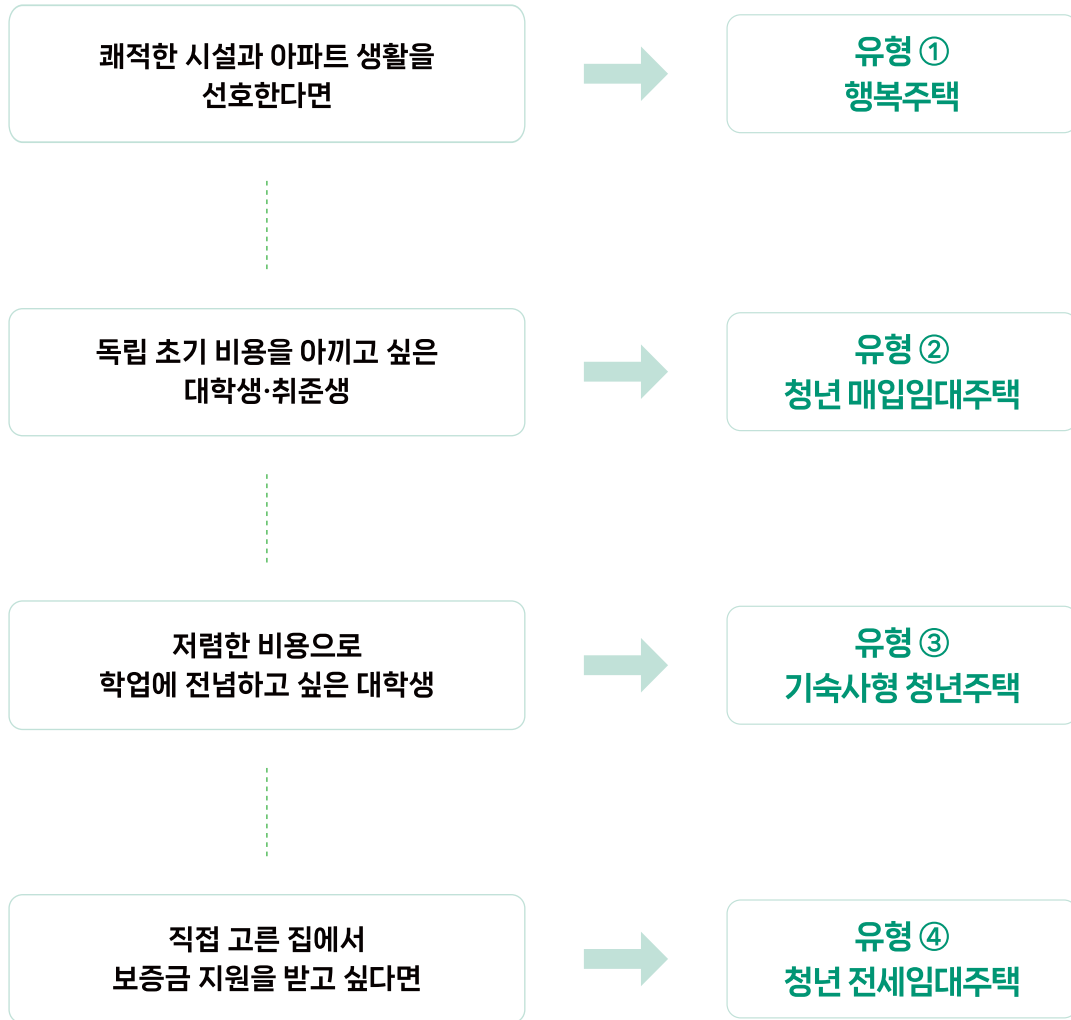 쾌적한 시설과 아파트 생활을
선호한다면
유형 ①
행복주택
독립 초기 비용을 아끼고 싶은
대학생·취준생
유형 ②
청년 매입임대주택
저렴한 비용으로
학업에 전념하고 싶은 대학생
유형 ③
기숙사형 청년주택
직접 고른 집에서
보증금 지원을 받고 싶다면
유형 ④
청년 전세임대주택